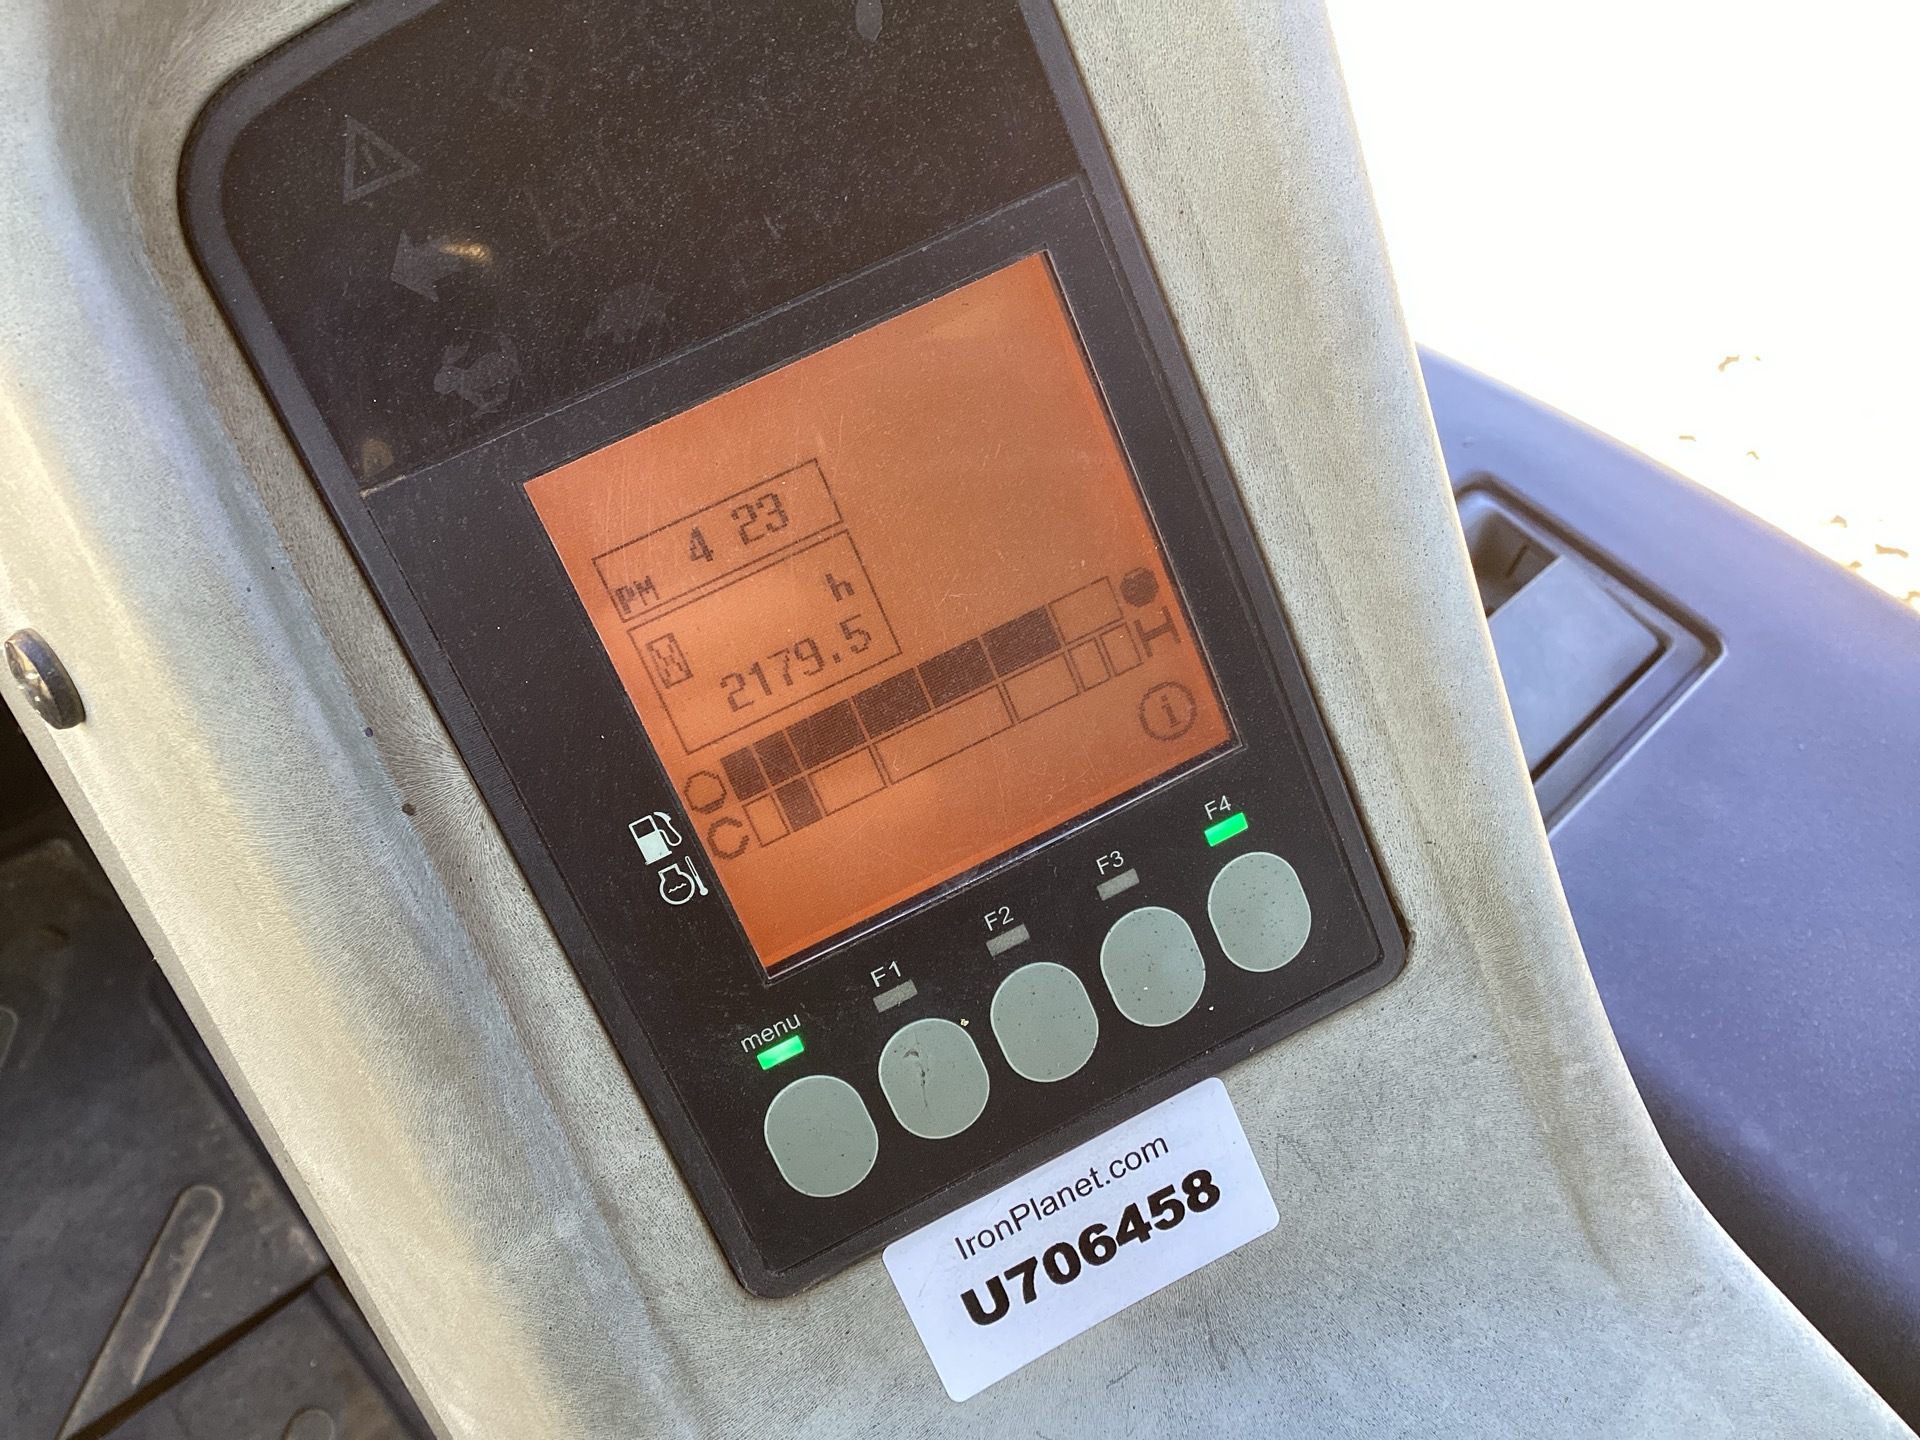 PM 4 23
h
2179.5
C H
i
menu F1 F2 F3 F4
IronPlanet.com
U706458